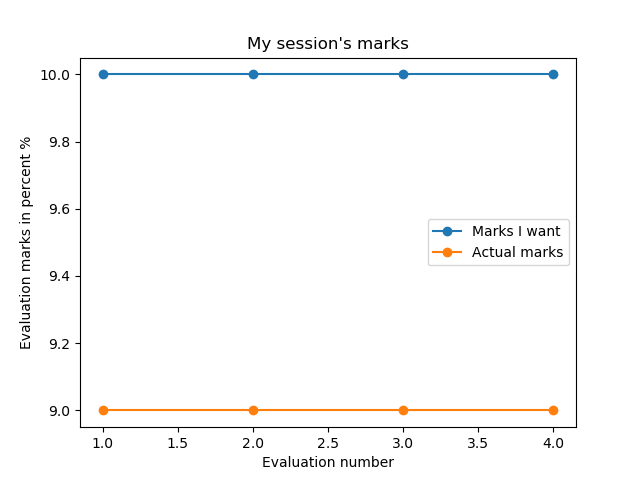 My session's marks
Evaluation marks in percent %
10.0
9.8
9.6
9.4
9.2
9.0
Marks I want
Actual marks
1.0 1.5 2.0 2.5 3.0 3.5 4.0
Evaluation number